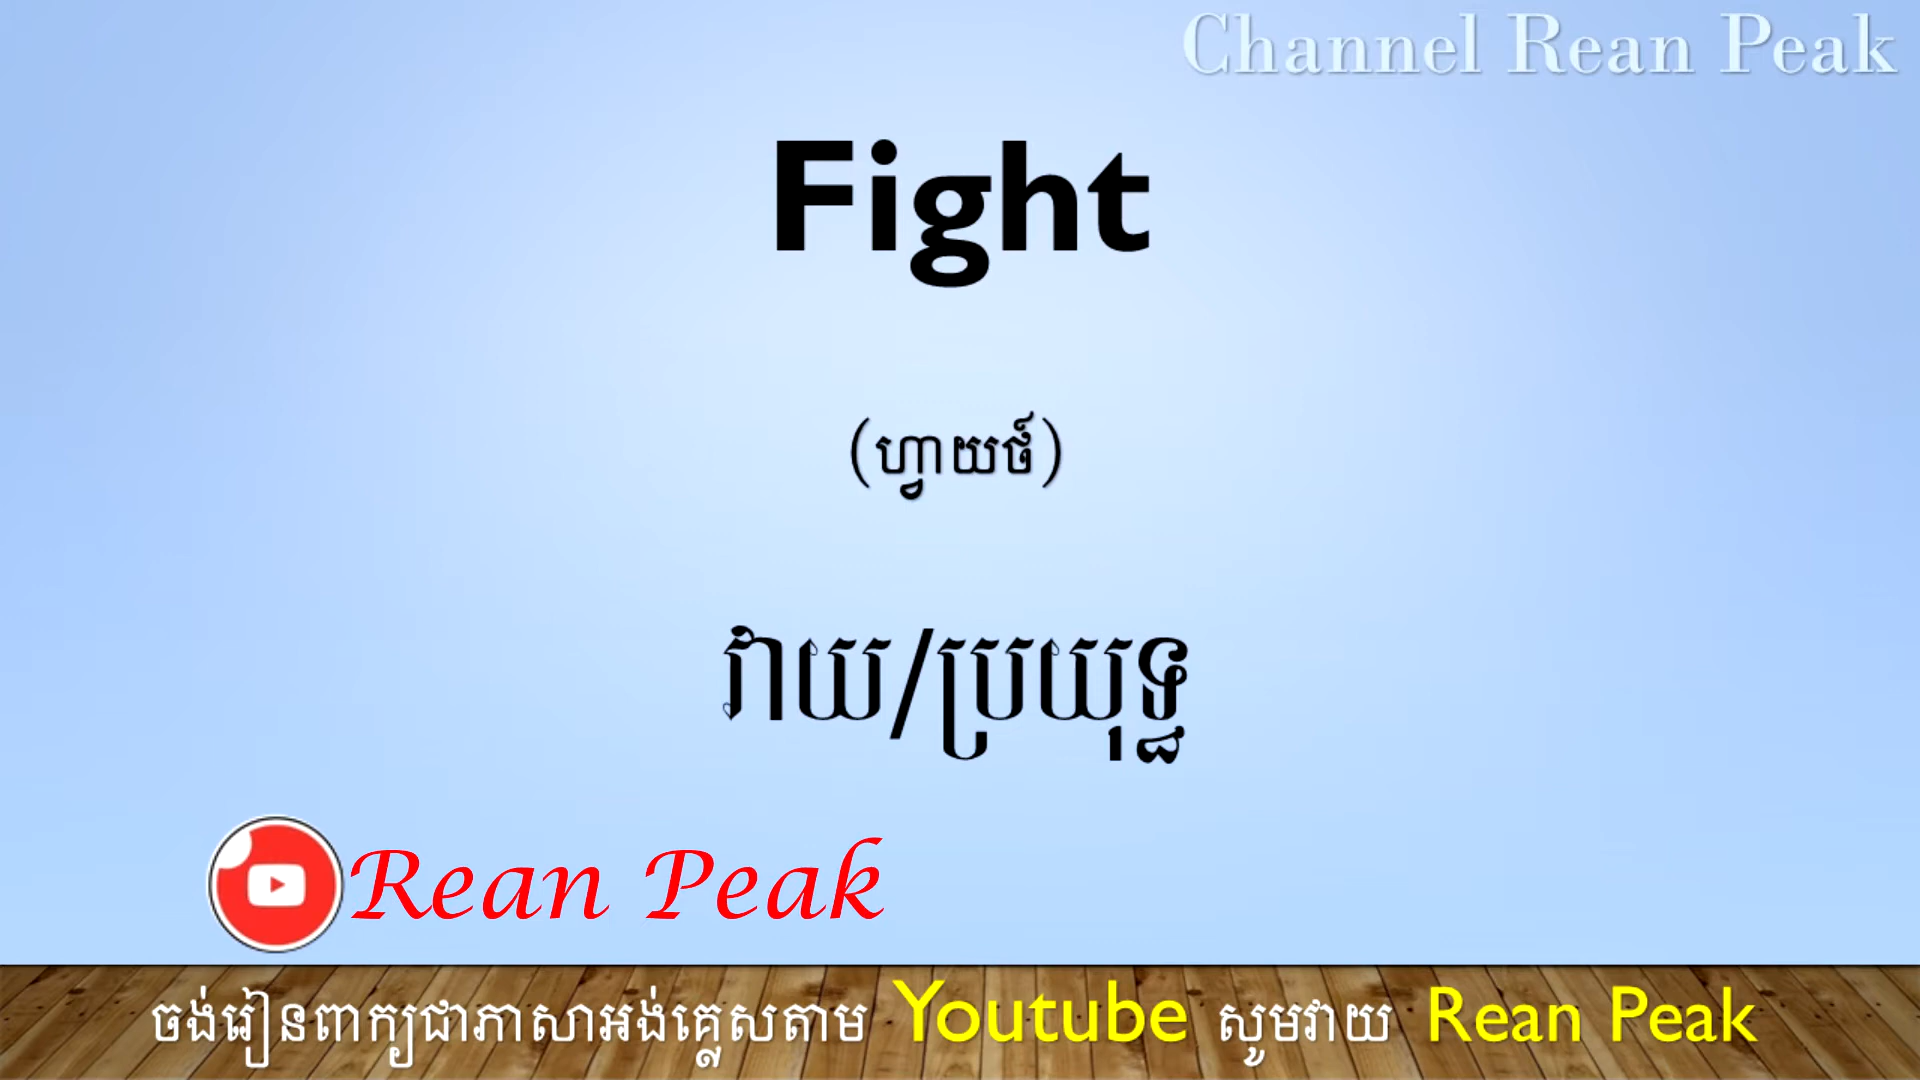 Channel Rean Peak
Fight
(ហ្វាយថ៍)
វាយ/ប្រយុទ្ធ
Rean Peak
ចង់រៀនពាក្យជាភាសាអង់គ្លេសតាម Youtube សូមវាយ Rean Peak